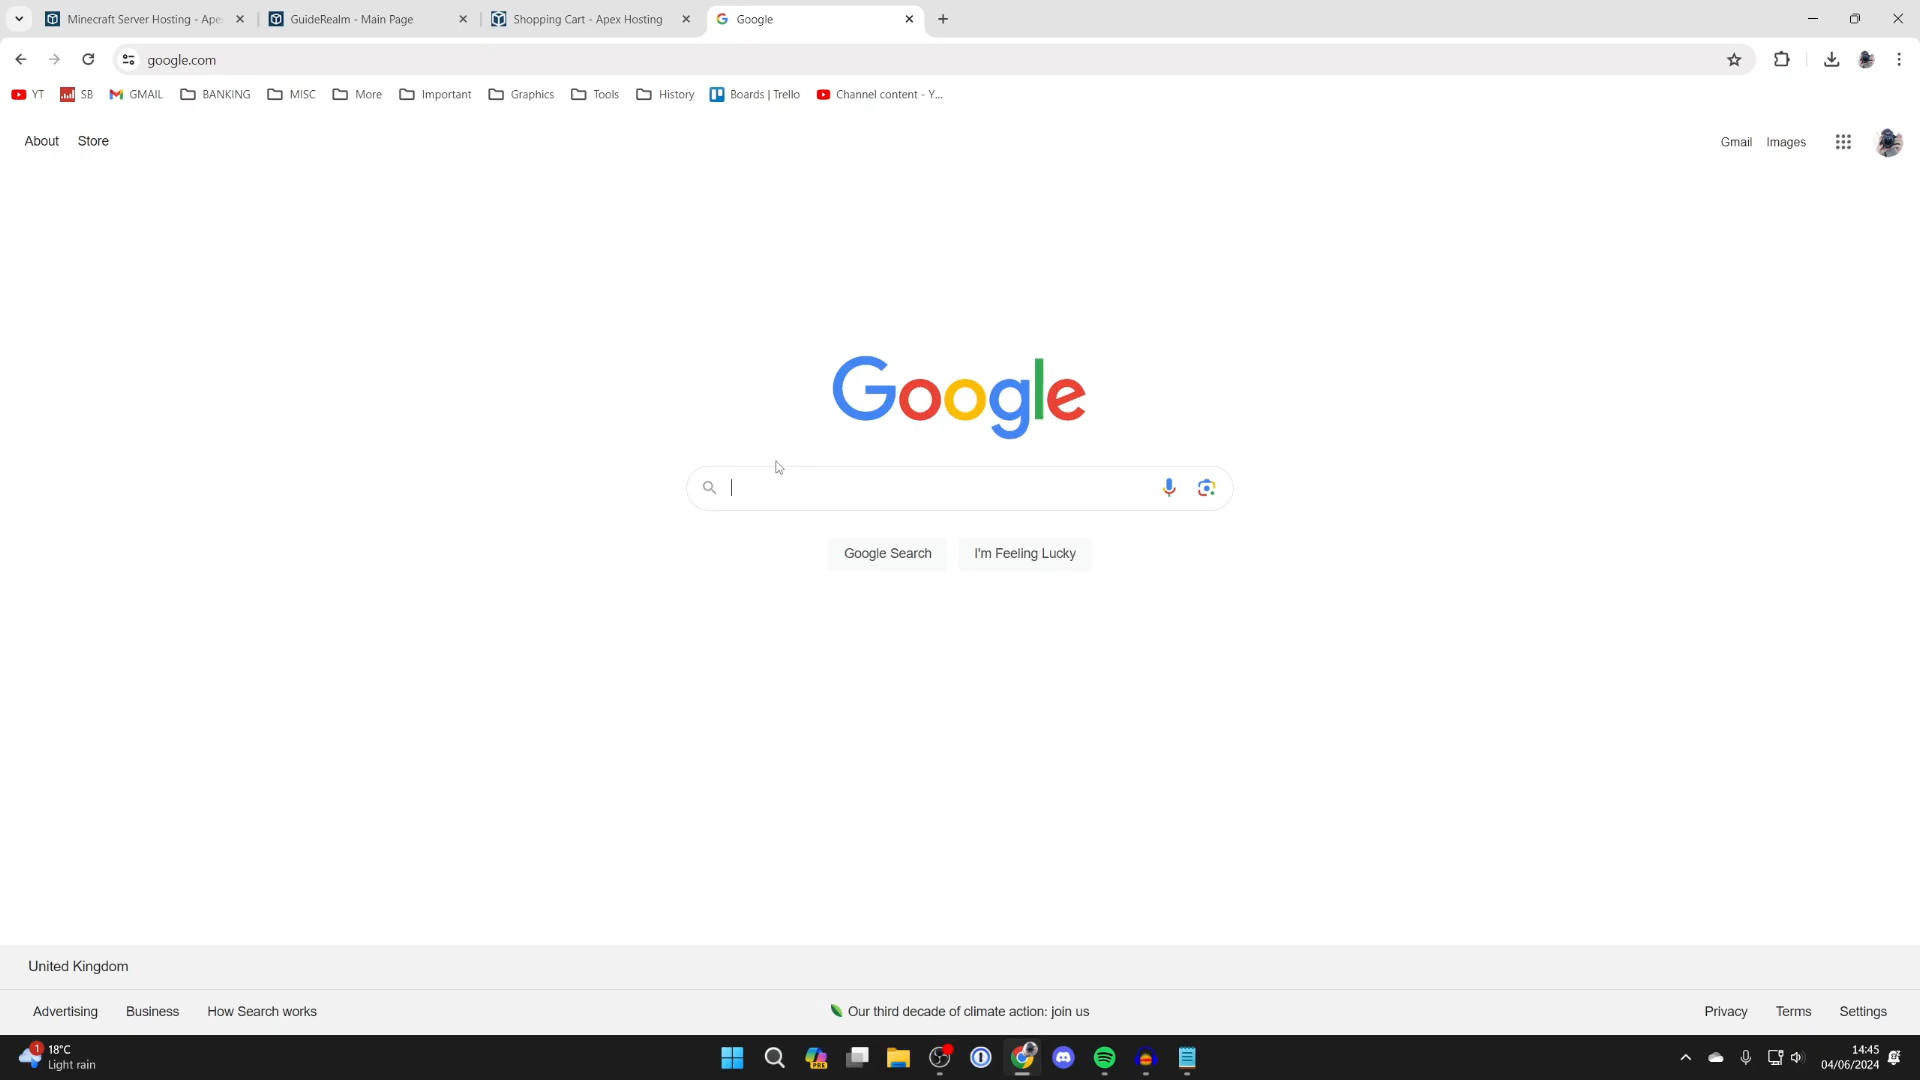 Minecraft Server Hosting - Ape
GuideRealm - Main Page
Shopping Cart - Apex Hosting
Google
google.com
YT
SB
GMAIL
BANKING
MISC
More
Important
Graphics
Tools
History
Boards | Trello
Channel content - Y...
About
Store
Gmail
Images
Google
Google Search
I'm Feeling Lucky
United Kingdom
Advertising
Business
How Search works
Our third decade of climate action: join us
Privacy
Terms
Settings
1
18°C
Light rain
PRE
14:45
04/06/2024